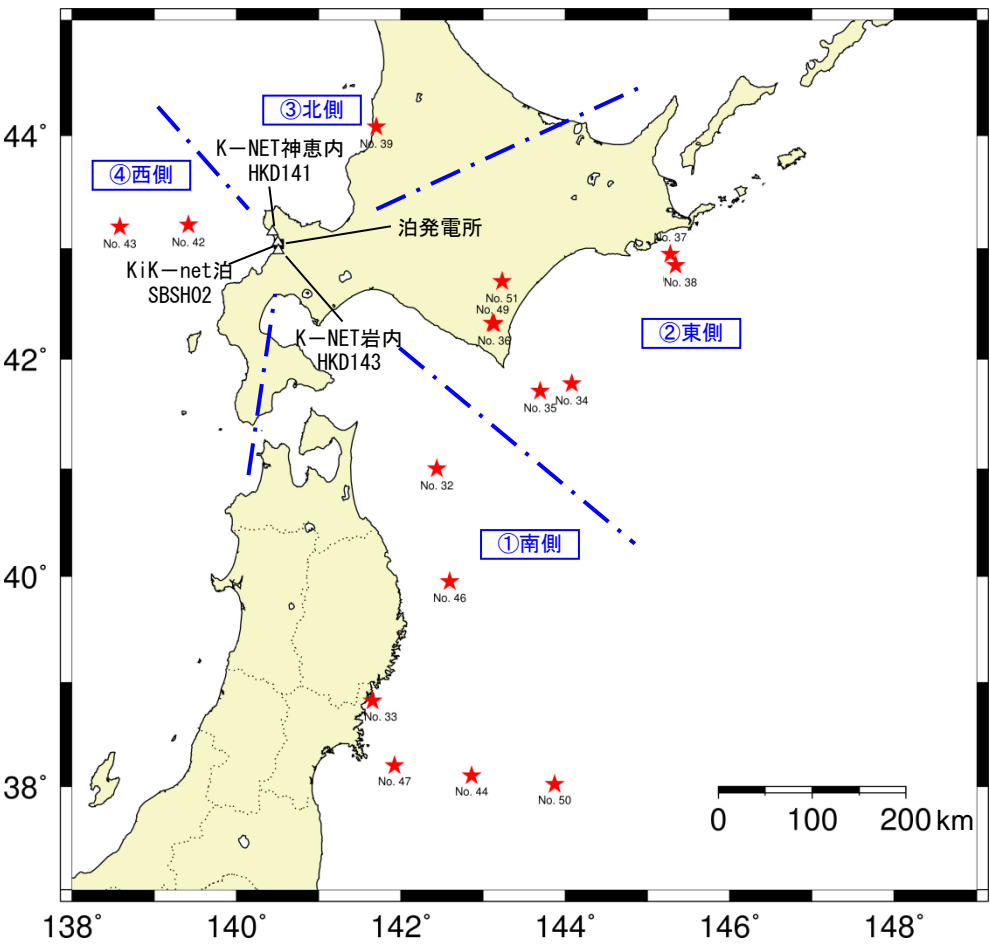 44°
42°
40°
38°
③北側
No. 39
K－NET神恵内
HKD141
④西側
No. 43
No. 42
泊発電所
KiK－net泊
SBSH02
No. 37
No. 38
No. 51
No. 49
No. 36
②東側
K－NET岩内
HKD143
No. 35
No. 34
No. 32
①南側
No. 46
No. 33
No. 47
No. 44
No. 50
0 100 200 km
138° 140° 142° 144° 146° 148°